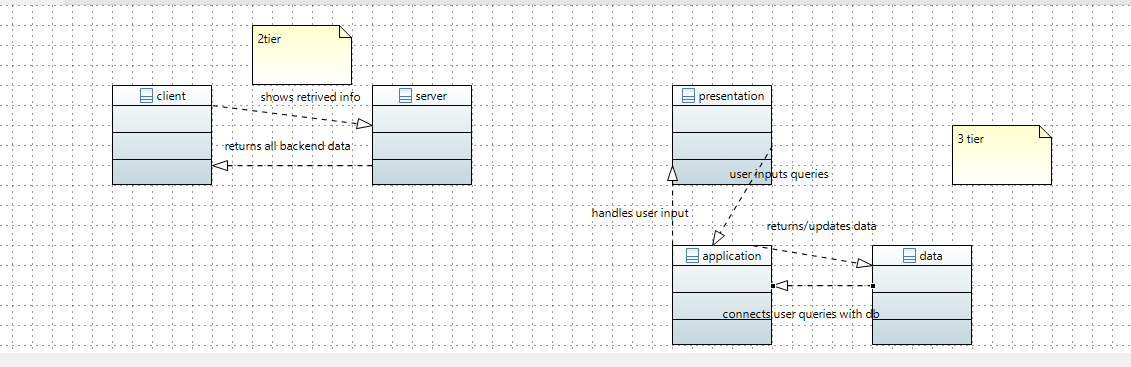 2tier
client
shows retrived info
server
returns all backend data
presentation
3 tier
user inputs queries
handles user input
returns/updates data
application
data
connects user queries with db